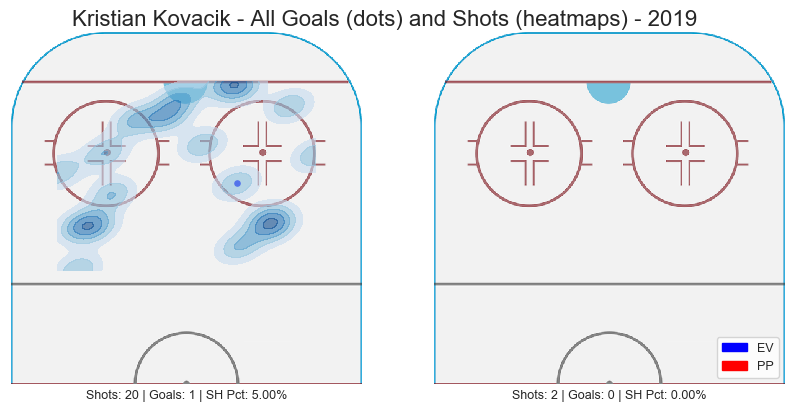 Kristian Kovacik - All Goals (dots) and Shots (heatmaps) - 2019
EV
PP
Shots: 20 | Goals: 1 | SH Pct: 5.00%
Shots: 2 | Goals: 0 | SH Pct: 0.00%